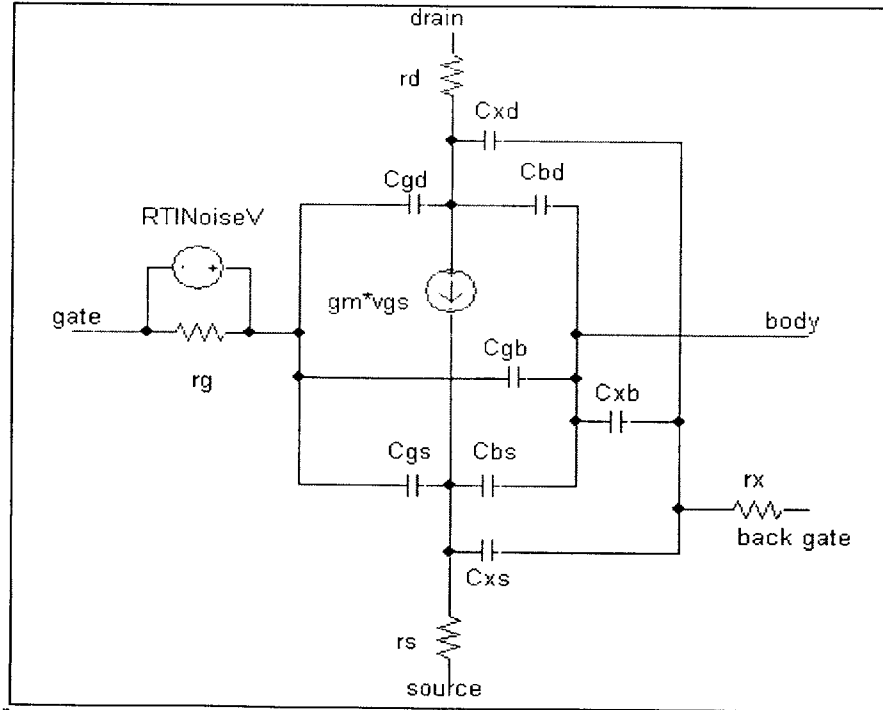 drain
rd
Cxd
Cgd
Cbd
RTINoiseV
- +
gm*vgs
gate
body
rg
Cgb
Cxb
Cgs
Cbs
rx
back gate
Cxs
rs
source